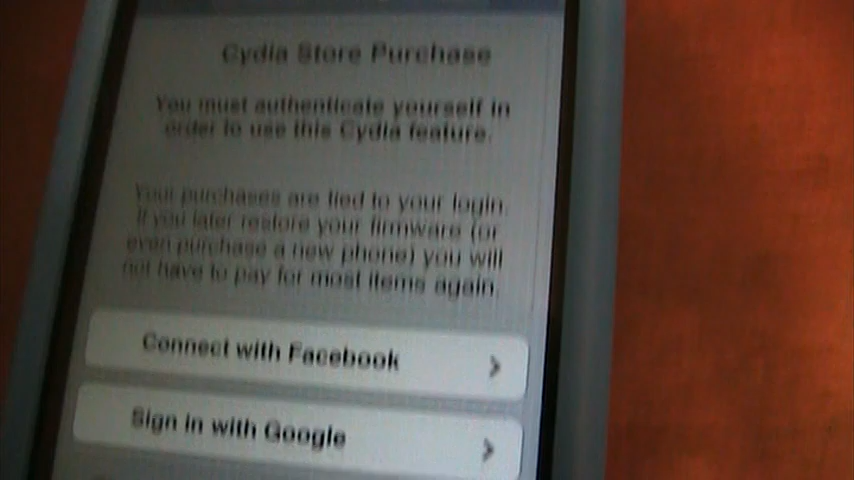 Cydia Store Purchase
You must authenticate yourself in
order to use this Cydia feature.
Your purchases are tied to your login.
If you later restore your firmware (or
even purchase a new phone) you will
not have to pay for most items again.
Connect with Facebook
Sign in with Google